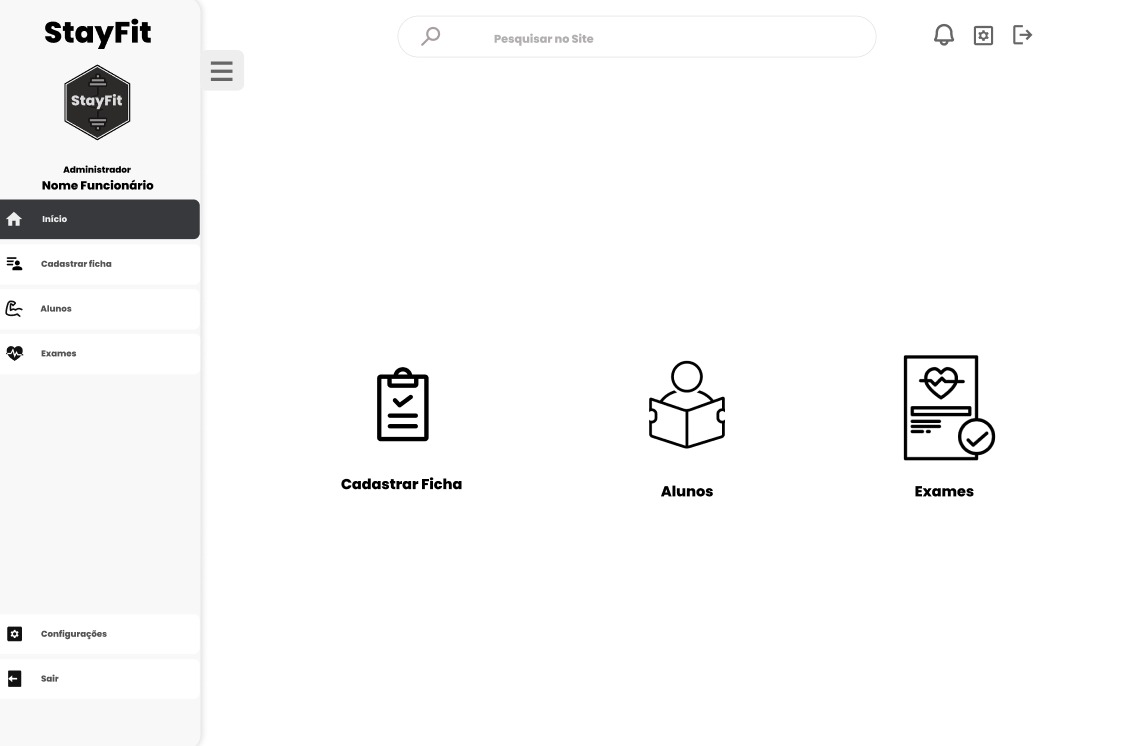 StayFit
StayFit
Administrador
Nome Funcionário
Início
Cadastrar ficha
Alunos
Exames
Configurações
Sair
Pesquisar no Site
Cadastrar Ficha
Alunos
Exames